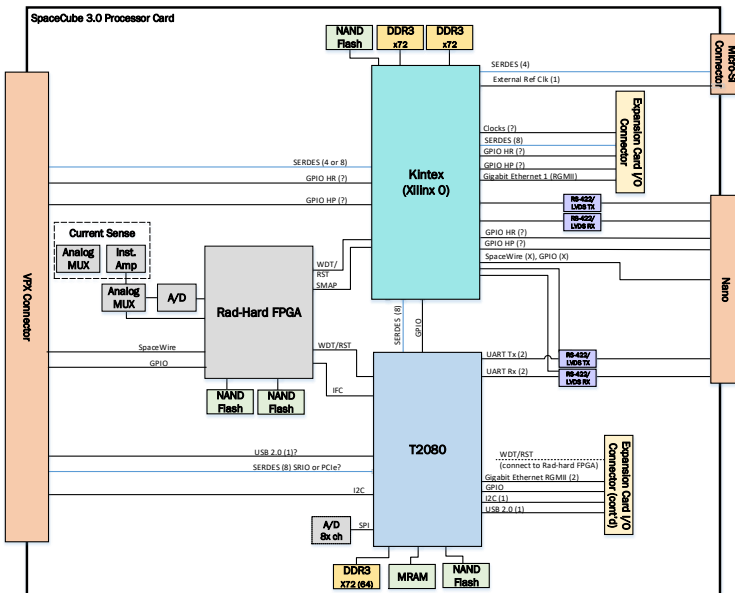 SpaceCube 3.0 Processor Card
NAND
Flash
DDR3
x72
DDR3
x72
SERDES (4)
External Ref Clk (1)
Connector
Kintex
(Xilinx 0)
Clocks (?)
SERDES (8)
GPIO HR (?)
GPIO HP (?)
Gigabit Ethernet 1 (RGMII)
Expansion Card I/O
Connector
SERDES (4 or 8)
GPIO HR (?)
GPIO HP (?)
RS-422/
LVDS TX
RS-422/
LVDS RX
GPIO HR (?)
GPIO HP (?)
SpaceWire (X), GPIO (X)
Nano
VPX Connector
Current Sense
Analog
MUX
Inst.
Amp
Analog
MUX
A/D
Rad-Hard FPGA
WDT/
RST
SMAP
SERDES (8)
GPIO
SpaceWire
GPIO
WDT/RST
IFC
NAND
Flash
NAND
Flash
UART Tx (2)
UART Rx (2)
RS-422/
LVDS TX
RS-422/
LVDS RX
T2080
USB 2.0 (1)?
SERDES (8) SRIO or PCIe?
I2C
WDT/RST
(connect to Rad-hard FPGA)
Gigabit Ethernet RGMII (2)
GPIO
I2C (1)
USB 2.0 (1)
Expansion Card I/O
Connector (cont'd)
A/D
8x ch
SPI
DDR3
X72 (64)
MRAM
NAND
Flash